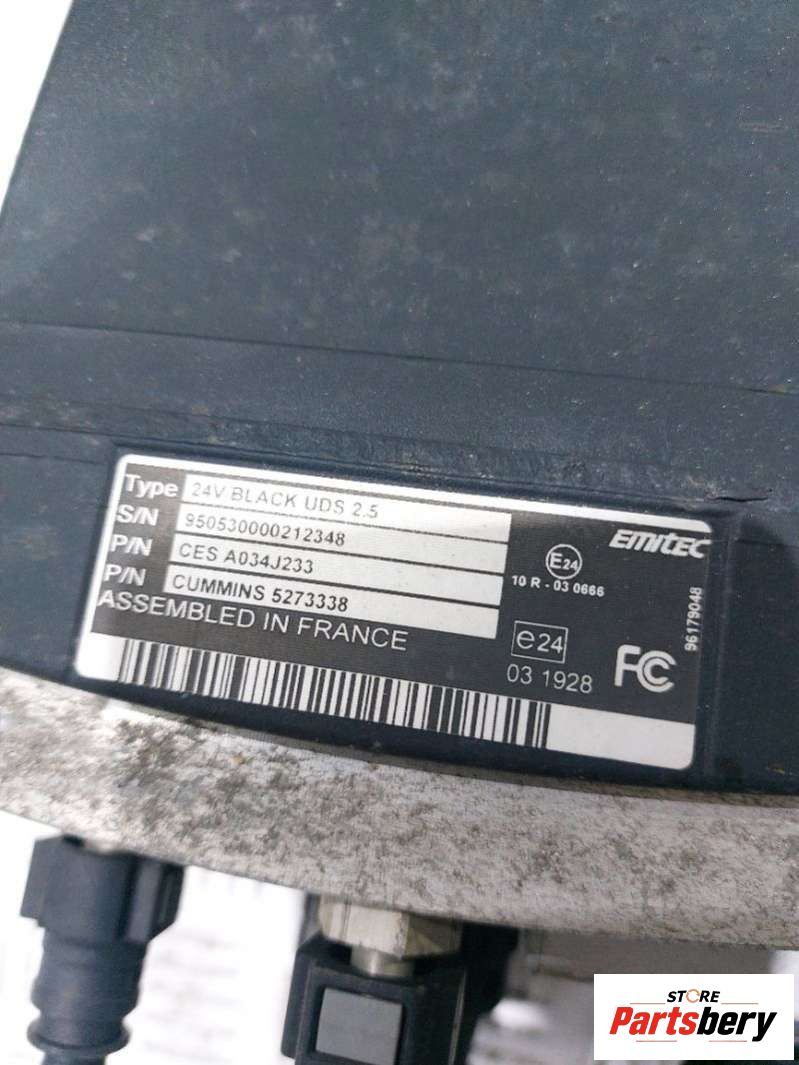 Type 24V BLACK UDS 2.5
S/N 950530000212348
P/N CES A034J233
P/N CUMMINS 5273338
ASSEMBLED IN FRANCE
EMITEC
E24
10 R - 03 0666
e24
03 1928
FC
96179048
STORE
Partsbery